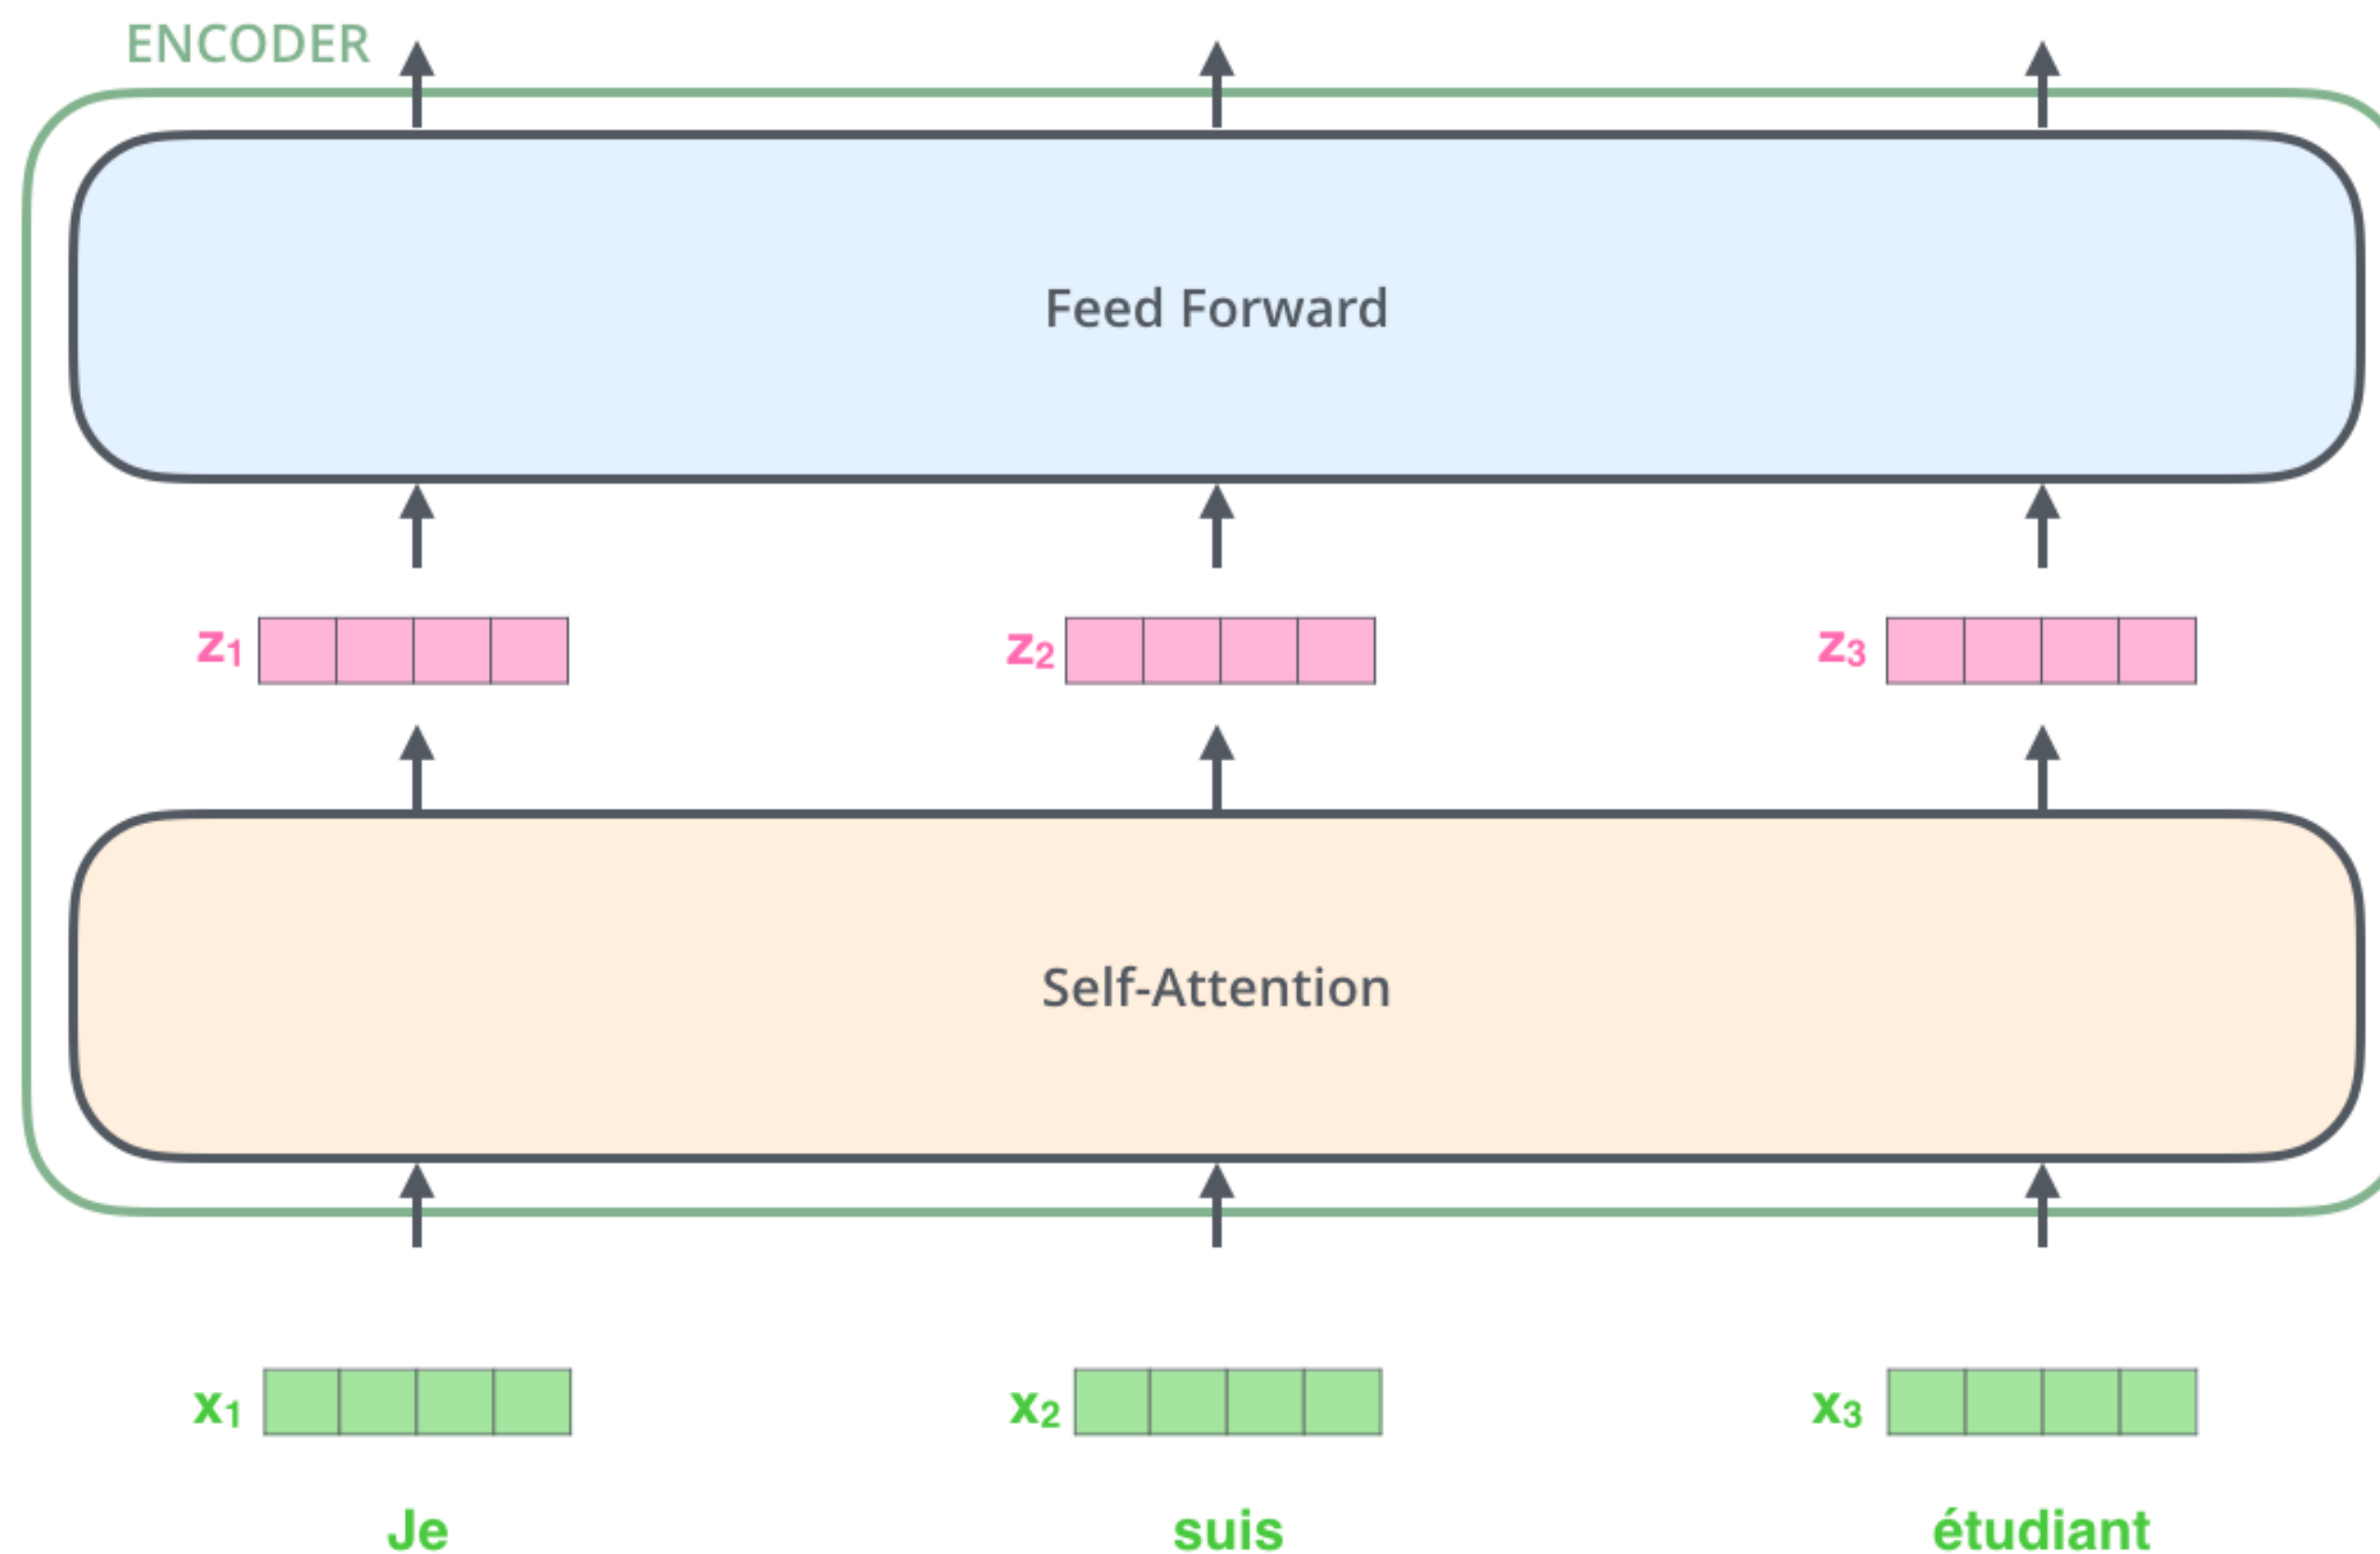 ENCODER
Feed Forward
z1 z2 z3
Self-Attention
x1 x2 x3
Je suis étudiant